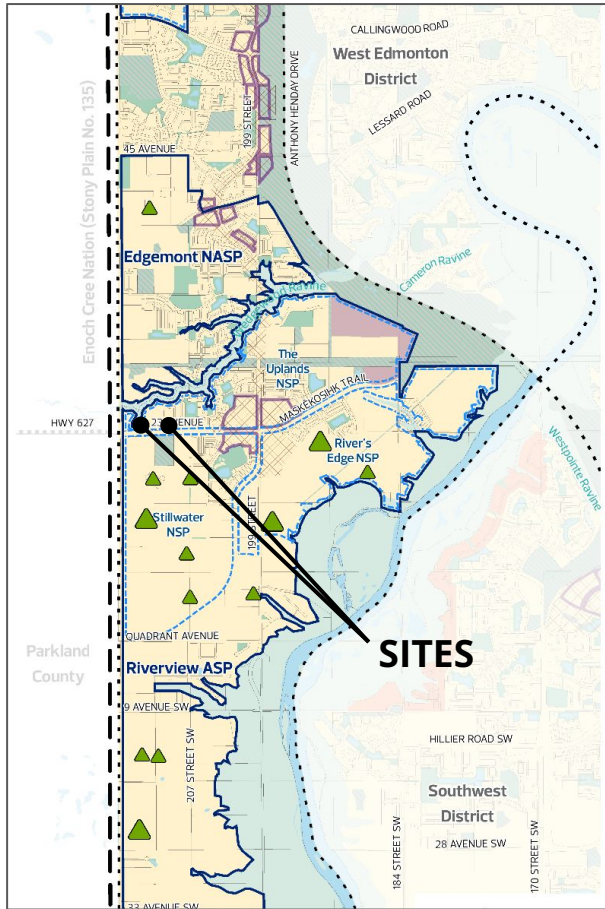 CALLINGWOOD ROAD
West Edmonton
District
LESSARD ROAD
ANTHONY HENDAY DRIVE
199 STREET
45 AVENUE
Enoch Cree Nation (Stony Plain No. 135)
Edgemont NASP
Cameron Ravine
Ravine
The
Uplands
NSP
MASKÊKOSIHK TRAIL
HWY 627
23 AVENUE
River's
Edge NSP
Westpointe Ravine
Stillwater
NSP
199 STREET
QUADRANT AVENUE
SITES
Parkland
County
Riverview ASP
9 AVENUE SW
207 STREET SW
HILLIER ROAD SW
Southwest
District
184 STREET SW
28 AVENUE SW
170 STREET SW
33 AVENUE SW